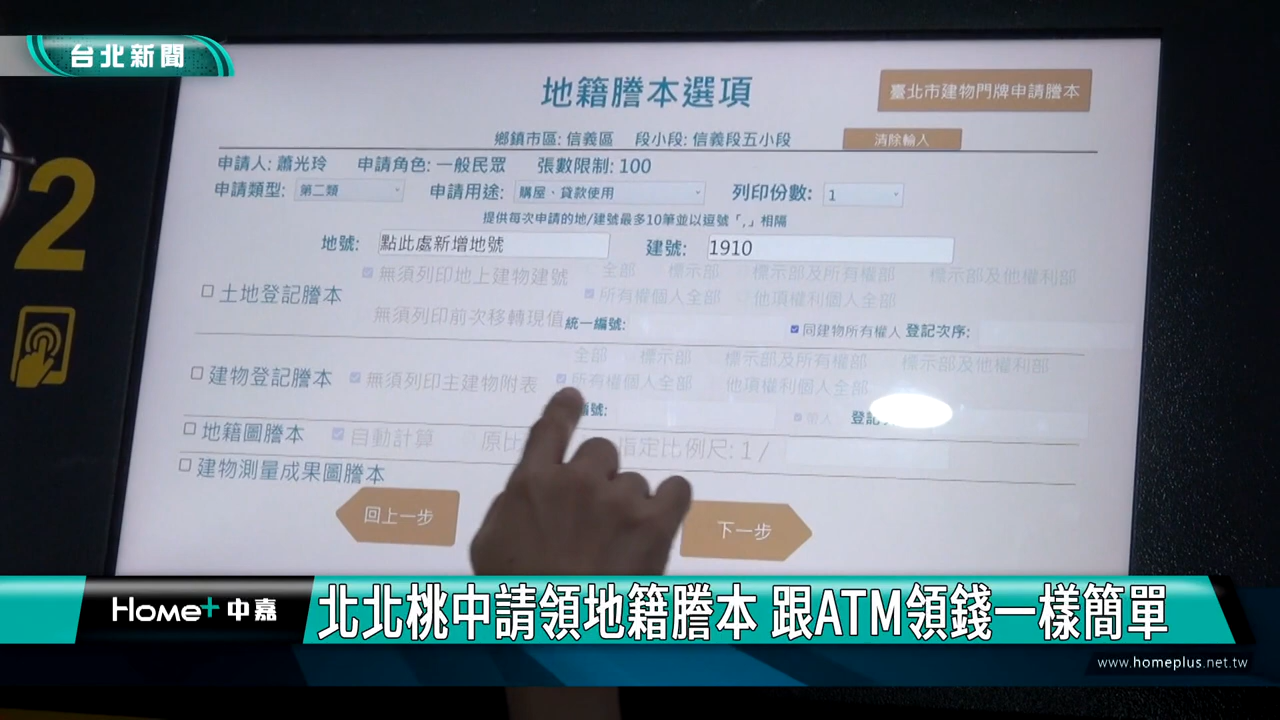 台北新聞
地籍謄本選項
臺北市建物門牌申請謄本
鄉鎮市區: 信義區 段小段: 信義段五小段
清除輸入
申請人: 蕭光玲 申請角色: 一般民眾 張數限制: 100
申請類型: 第二類 申請用途: 購屋、貸款使用 列印份數: 1
提供每次申請的地/建號最多10筆並以逗號「,」相隔
地號: 點此處新增地號 建號: 1910
土地登記謄本
無須列印地上建物建號 全部 標示部 標示部及所有權部 標示部及他權利部
所有權個人全部 他項權利個人全部
無須列印前次移轉現值 統一編號: 同建物所有權人 登記次序:
建物登記謄本
全部 標示部 標示部及所有權部 標示部及他權利部
無須列印主建物附表 所有權個人全部 他項權利個人全部
號: 登記
地籍圖謄本 自動計算 原比 指定比例尺: 1 /
建物測量成果圖謄本
回上一步
下一步
2
Home+ 中嘉
北北桃中請領地籍謄本 跟ATM領錢一樣簡單
www.homeplus.net.tw